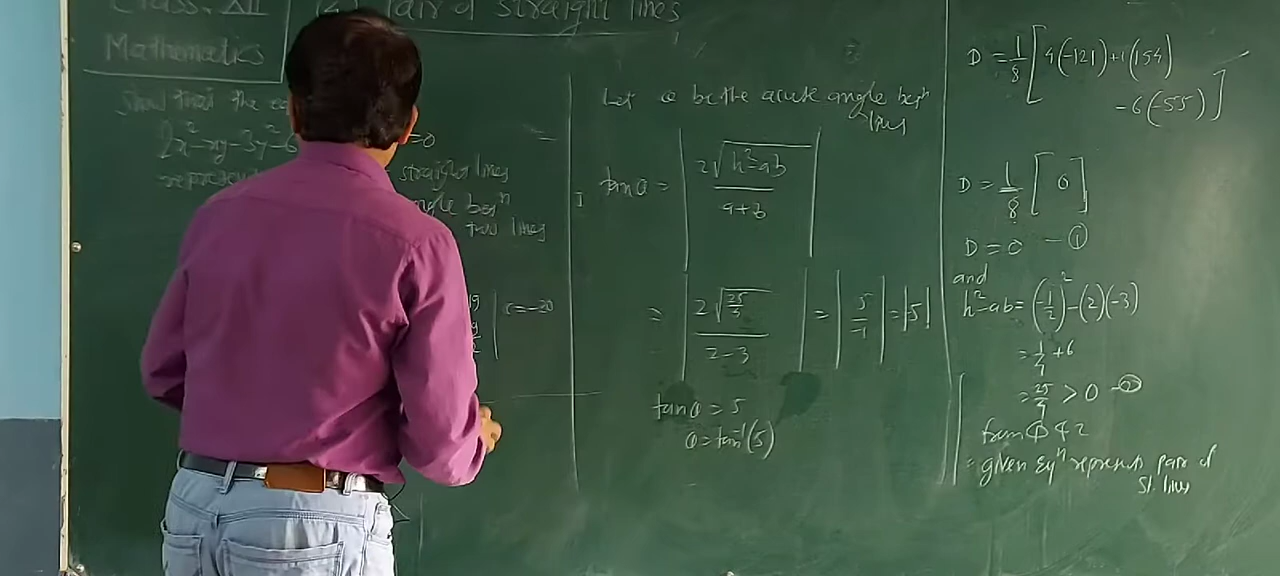 Class: XII
Pair of straight lines
Mathematics
Show that the
2x²-xy-3y²-6 =0
represent straight lines
angle betⁿ
two lines
c=-20
Let θ be the acute angle betⁿ
lines
tanθ = | 2√(h²-ab) / (a+b) |
= | 2√(25/4) / (2-3) | = | 5/-1 | = |-5|
tanθ = 5
θ = tan⁻¹(5)
D = 1/8 [ 4(-121)+1(154)
-6(-55) ]
D = 1/8 [ 0 ]
D = 0 - ①
and
h²-ab = (-1/2)² - (2)(-3)
= 1/4 + 6
= 25/4 > 0 - ②
from ① & 2
given Eqⁿ represents pair of
st. lines